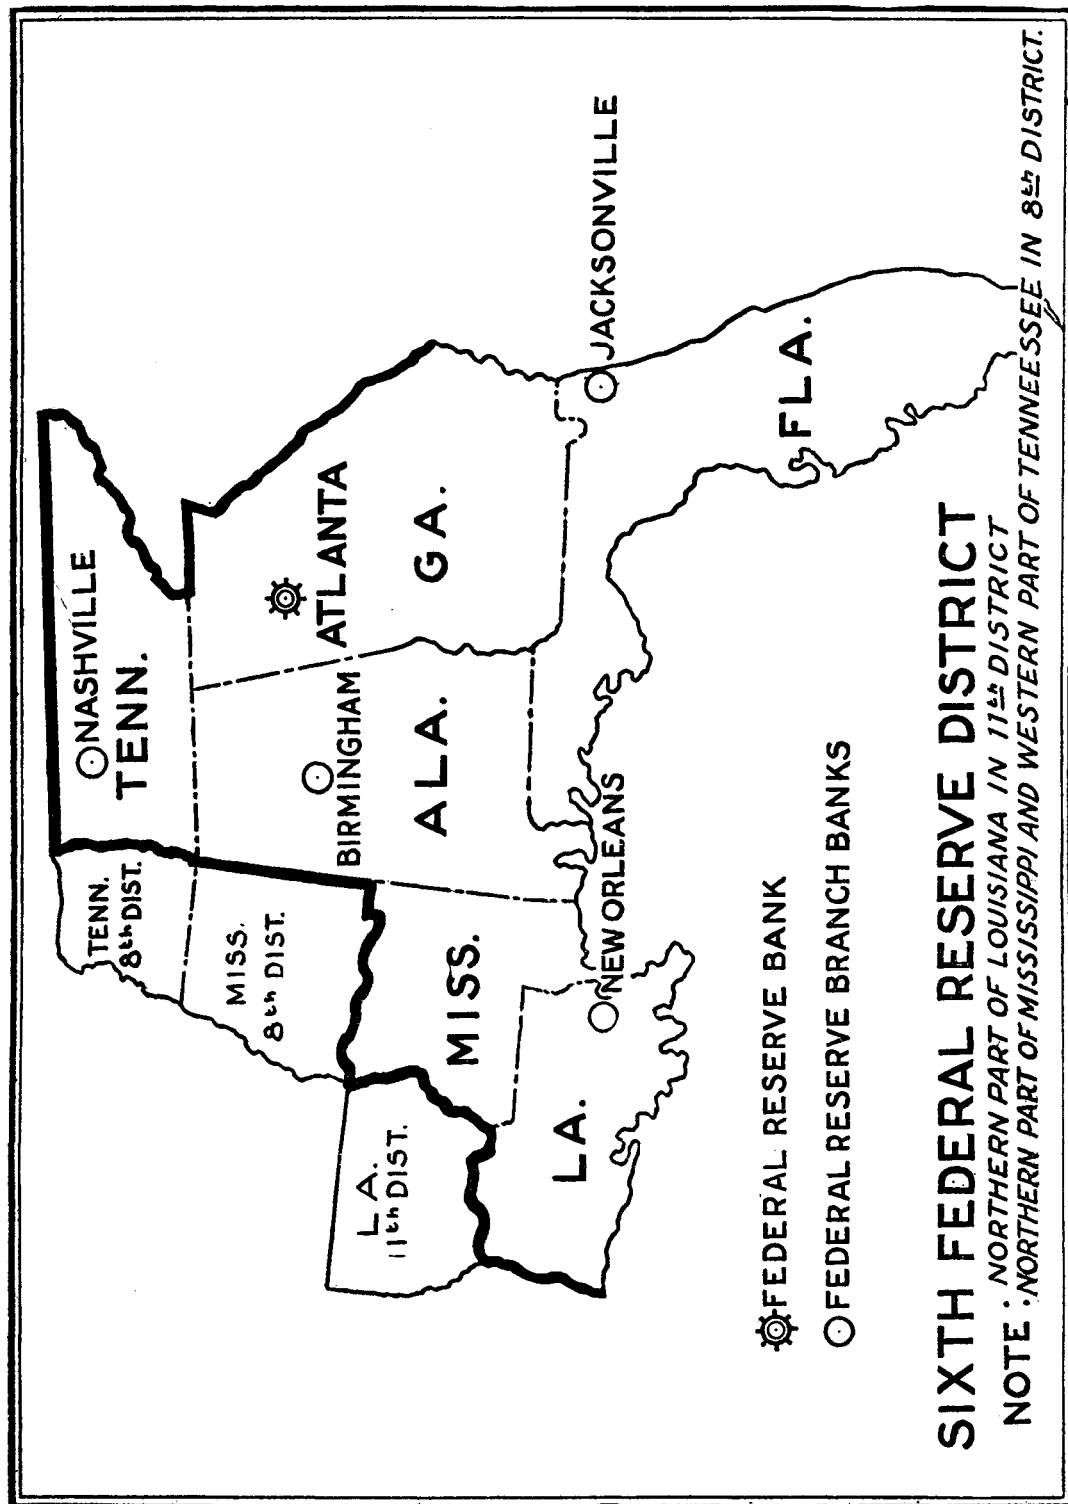 NASHVILLE
TENN.
TENN.
8th DIST.
MISS.
8th DIST.
ATLANTA
BIRMINGHAM
GA.
ALA.
MISS.
LA.
11th DIST.
LA.
NEW ORLEANS
JACKSONVILLE
FLA.
FEDERAL RESERVE BANK
FEDERAL RESERVE BRANCH BANKS
SIXTH FEDERAL RESERVE DISTRICT
NOTE: NORTHERN PART OF LOUISIANA IN 11th DISTRICT
NORTHERN PART OF MISSISSIPPI AND WESTERN PART OF TENNEESSEE IN 8th DISTRICT.